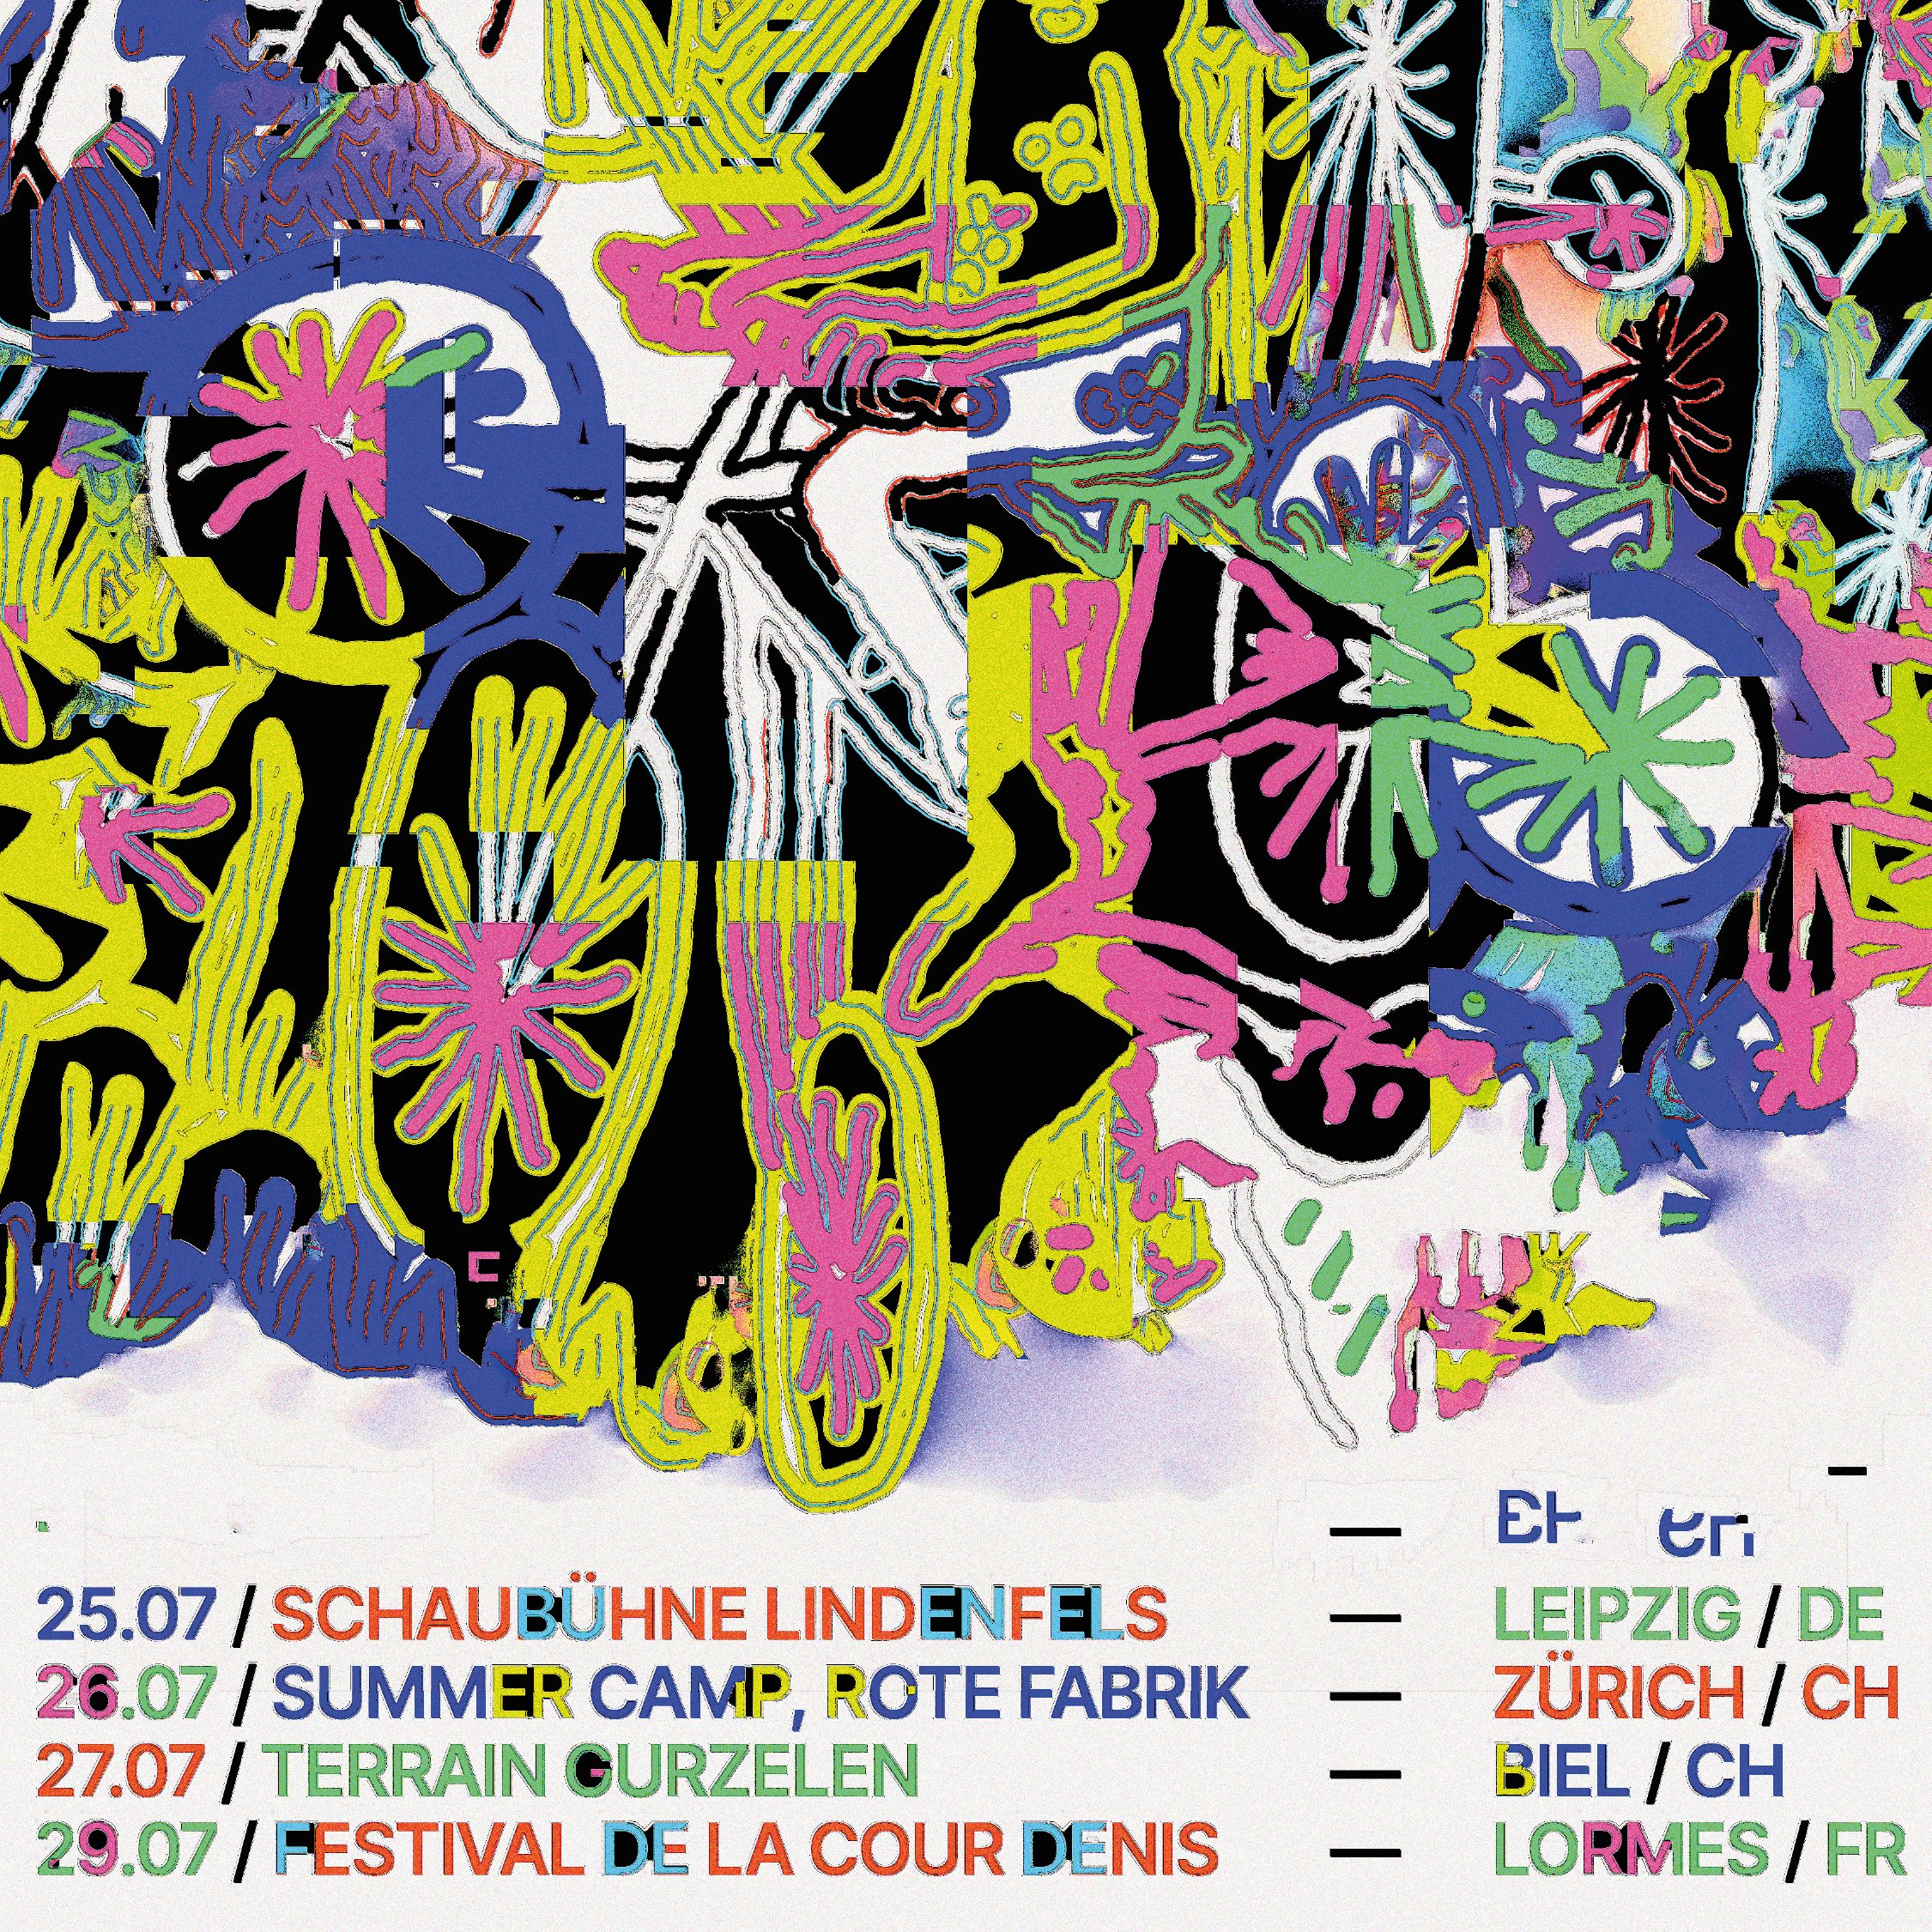 25.07 / SCHAUBÜHNE LINDENFELS — LEIPZIG / DE
26.07 / SUMMER CAMP, ROTE FABRIK — ZÜRICH / CH
27.07 / TERRAIN GURZELEN — BIEL / CH
29.07 / FESTIVAL DE LA COUR DENIS — LORMES / FR